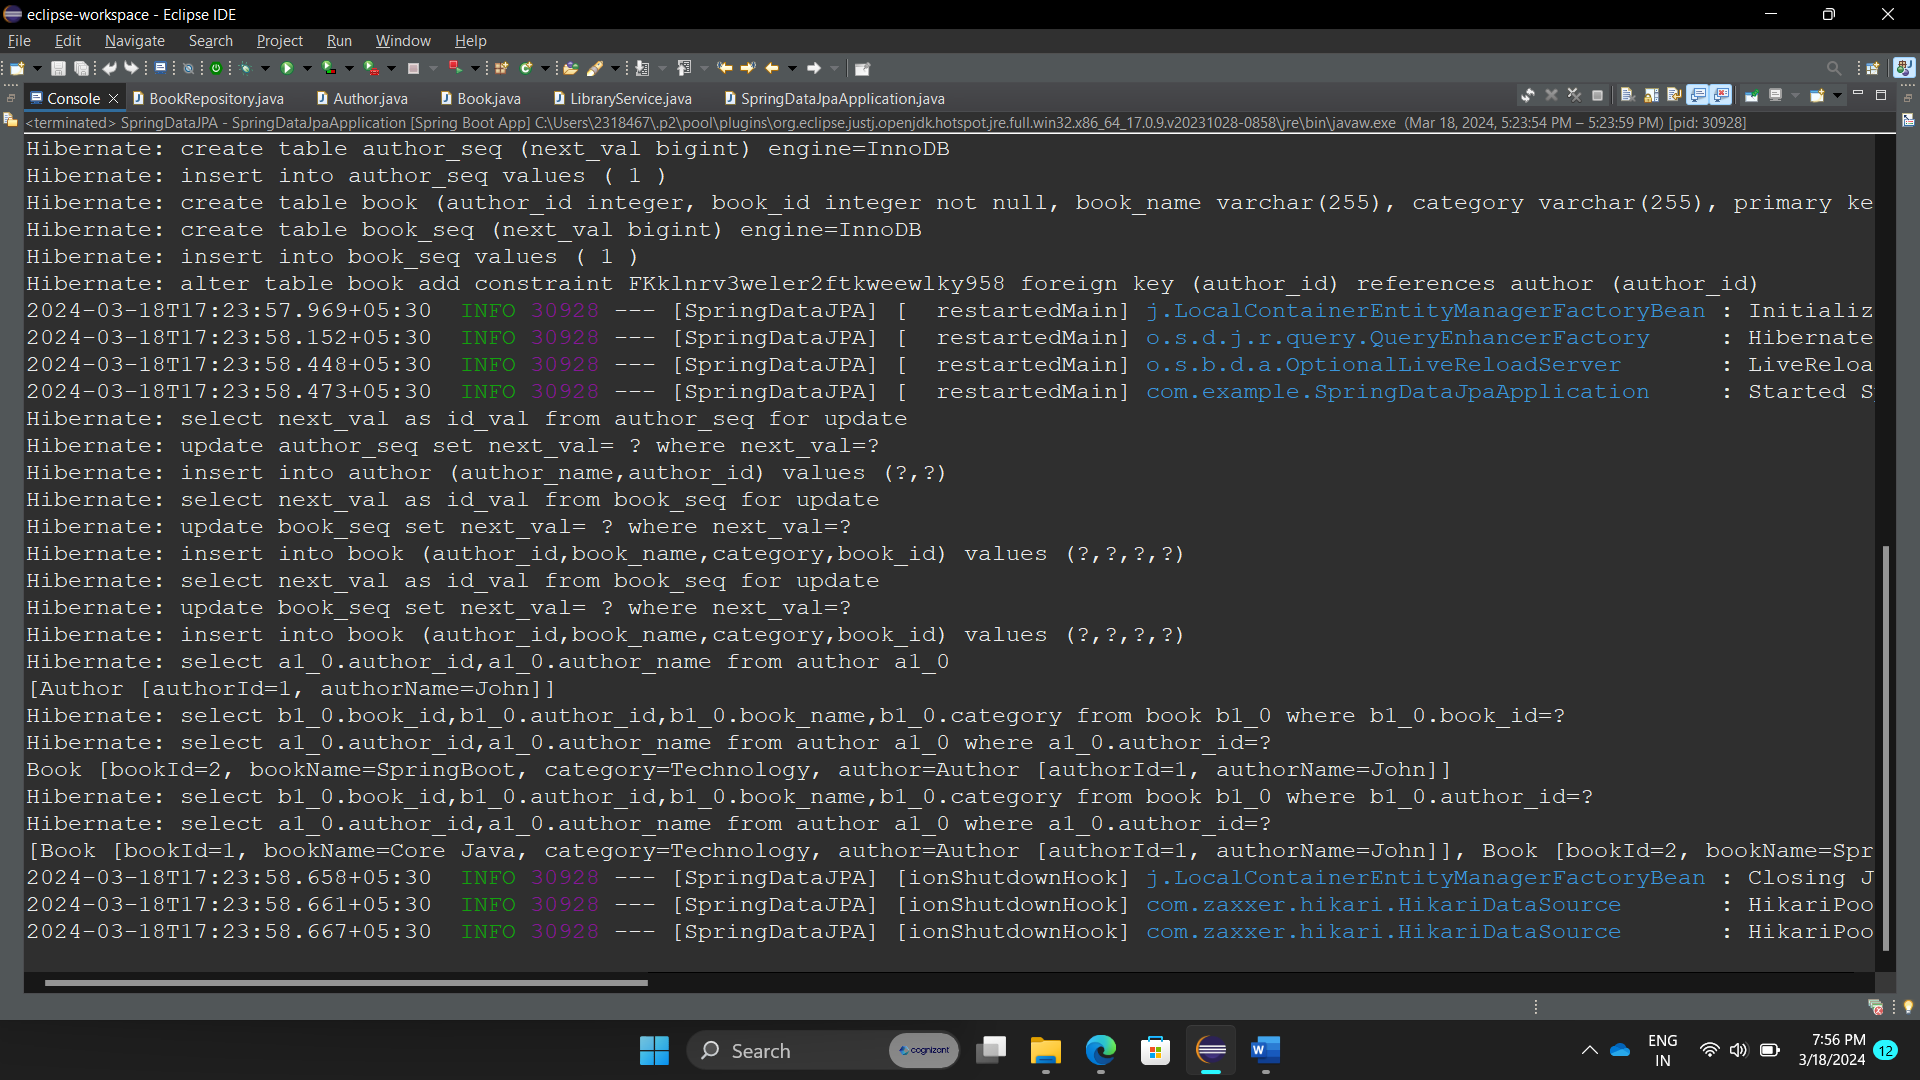 eclipse-workspace - Eclipse IDE
File Edit Navigate Search Project Run Window Help
Console BookRepository.java Author.java Book.java LibraryService.java SpringDataJpaApplication.java
<terminated> SpringDataJPA - SpringDataJpaApplication [Spring Boot App] C:\Users\2318467\.p2\pool\plugins\org.eclipse.justj.openjdk.hotspot.jre.full.win32.x86_64_17.0.9.v20231028-0858\jre\bin\javaw.exe (Mar 18, 2024, 5:23:54 PM – 5:23:59 PM) [pid: 30928]
Hibernate: create table author_seq (next_val bigint) engine=InnoDB
Hibernate: insert into author_seq values ( 1 )
Hibernate: create table book (author_id integer, book_id integer not null, book_name varchar(255), category varchar(255), primary ke
Hibernate: create table book_seq (next_val bigint) engine=InnoDB
Hibernate: insert into book_seq values ( 1 )
Hibernate: alter table book add constraint FKklnrv3weler2ftkweewlky958 foreign key (author_id) references author (author_id)
2024-03-18T17:23:57.969+05:30 INFO 30928 --- [SpringDataJPA] [ restartedMain] j.LocalContainerEntityManagerFactoryBean : Initializ
2024-03-18T17:23:58.152+05:30 INFO 30928 --- [SpringDataJPA] [ restartedMain] o.s.d.j.r.query.QueryEnhancerFactory : Hibernate
2024-03-18T17:23:58.448+05:30 INFO 30928 --- [SpringDataJPA] [ restartedMain] o.s.b.d.a.OptionalLiveReloadServer : LiveReloa
2024-03-18T17:23:58.473+05:30 INFO 30928 --- [SpringDataJPA] [ restartedMain] com.example.SpringDataJpaApplication : Started S
Hibernate: select next_val as id_val from author_seq for update
Hibernate: update author_seq set next_val= ? where next_val=?
Hibernate: insert into author (author_name,author_id) values (?,?)
Hibernate: select next_val as id_val from book_seq for update
Hibernate: update book_seq set next_val= ? where next_val=?
Hibernate: insert into book (author_id,book_name,category,book_id) values (?,?,?,?)
Hibernate: select next_val as id_val from book_seq for update
Hibernate: update book_seq set next_val= ? where next_val=?
Hibernate: insert into book (author_id,book_name,category,book_id) values (?,?,?,?)
Hibernate: select a1_0.author_id,a1_0.author_name from author a1_0
[Author [authorId=1, authorName=John]]
Hibernate: select b1_0.book_id,b1_0.author_id,b1_0.book_name,b1_0.category from book b1_0 where b1_0.book_id=?
Hibernate: select a1_0.author_id,a1_0.author_name from author a1_0 where a1_0.author_id=?
Book [bookId=2, bookName=SpringBoot, category=Technology, author=Author [authorId=1, authorName=John]]
Hibernate: select b1_0.book_id,b1_0.author_id,b1_0.book_name,b1_0.category from book b1_0 where b1_0.author_id=?
Hibernate: select a1_0.author_id,a1_0.author_name from author a1_0 where a1_0.author_id=?
[Book [bookId=1, bookName=Core Java, category=Technology, author=Author [authorId=1, authorName=John]], Book [bookId=2, bookName=Spr
2024-03-18T17:23:58.658+05:30 INFO 30928 --- [SpringDataJPA] [ionShutdownHook] j.LocalContainerEntityManagerFactoryBean : Closing J
2024-03-18T17:23:58.661+05:30 INFO 30928 --- [SpringDataJPA] [ionShutdownHook] com.zaxxer.hikari.HikariDataSource : HikariPoo
2024-03-18T17:23:58.667+05:30 INFO 30928 --- [SpringDataJPA] [ionShutdownHook] com.zaxxer.hikari.HikariDataSource : HikariPoo
Search cognizant W ENG 7:56 PM
IN 3/18/2024 12